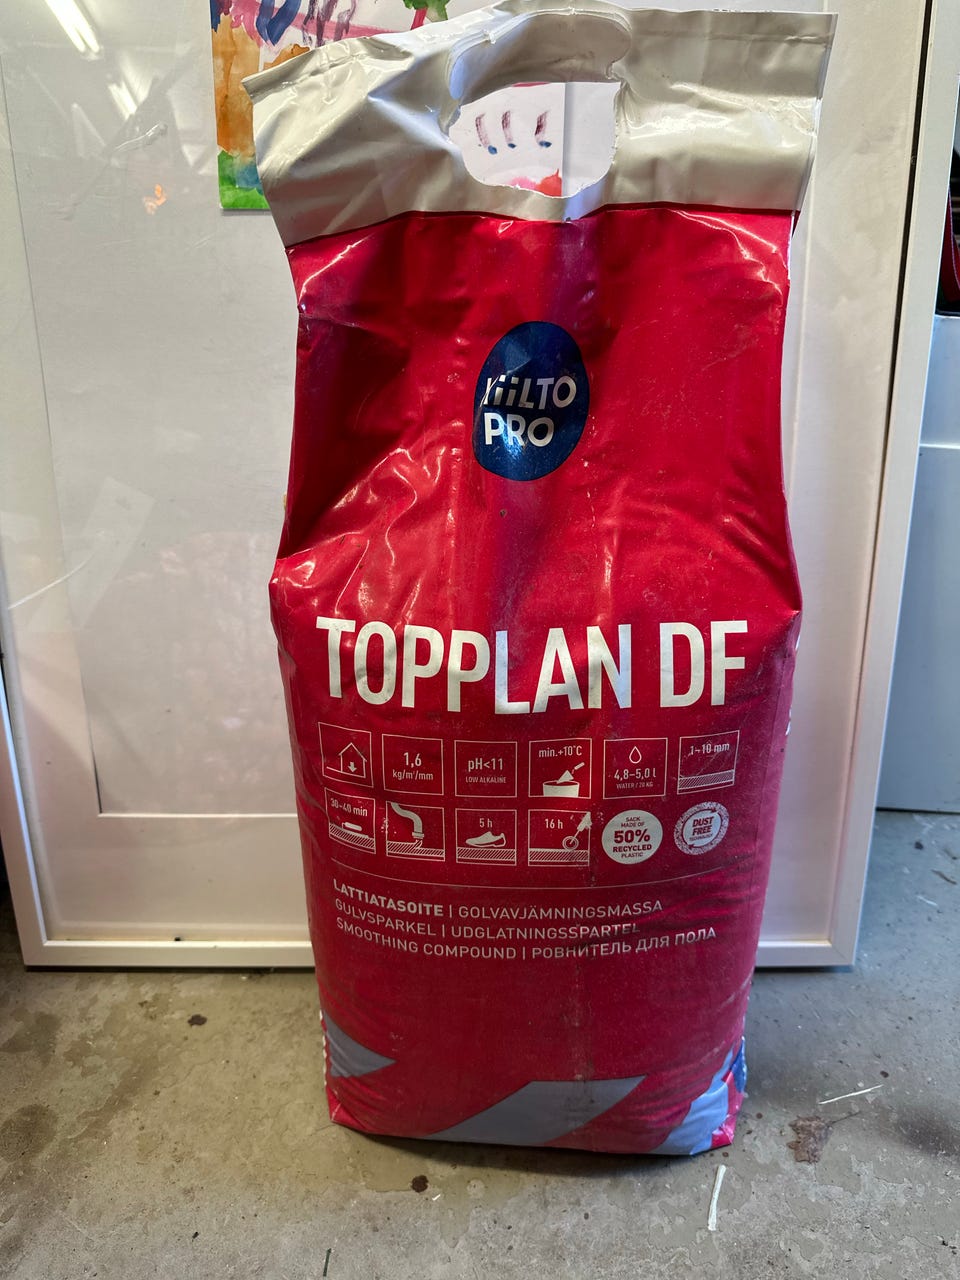 KiiLTO
PRO
TOPPLAN DF
1,6
kg/m²/mm
pH<11
LOW ALKALINE
min.+10°C
4,8–5,0 l
WATER / 20 KG
1–10 mm
30–40 min
5 h
16 h
SACK
MADE OF
50%
RECYCLED
PLASTIC
DUST
FREE
TECHNOLOGY
LATTIATASOITE | GOLVAVJÄMNINGSMASSA
GULVSPARKEL | UDGLATNINGSSPARTEL
SMOOTHING COMPOUND | РОВНИТЕЛЬ ДЛЯ ПОЛА